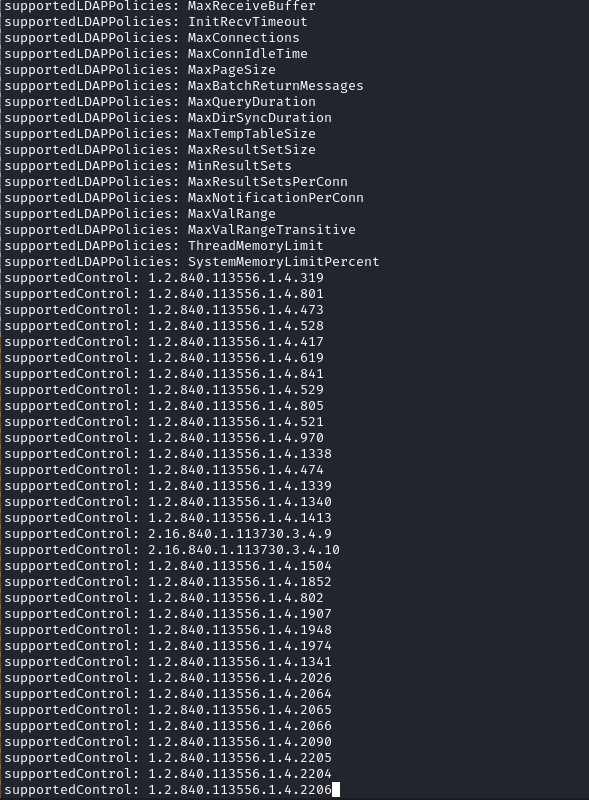 supportedLDAPPolicies: MaxReceiveBuffer
supportedLDAPPolicies: InitRecvTimeout
supportedLDAPPolicies: MaxConnections
supportedLDAPPolicies: MaxConnIdleTime
supportedLDAPPolicies: MaxPageSize
supportedLDAPPolicies: MaxBatchReturnMessages
supportedLDAPPolicies: MaxQueryDuration
supportedLDAPPolicies: MaxDirSyncDuration
supportedLDAPPolicies: MaxTempTableSize
supportedLDAPPolicies: MaxResultSetSize
supportedLDAPPolicies: MinResultSets
supportedLDAPPolicies: MaxResultSetsPerConn
supportedLDAPPolicies: MaxNotificationPerConn
supportedLDAPPolicies: MaxValRange
supportedLDAPPolicies: MaxValRangeTransitive
supportedLDAPPolicies: ThreadMemoryLimit
supportedLDAPPolicies: SystemMemoryLimitPercent
supportedControl: 1.2.840.113556.1.4.319
supportedControl: 1.2.840.113556.1.4.801
supportedControl: 1.2.840.113556.1.4.473
supportedControl: 1.2.840.113556.1.4.528
supportedControl: 1.2.840.113556.1.4.417
supportedControl: 1.2.840.113556.1.4.619
supportedControl: 1.2.840.113556.1.4.841
supportedControl: 1.2.840.113556.1.4.529
supportedControl: 1.2.840.113556.1.4.805
supportedControl: 1.2.840.113556.1.4.521
supportedControl: 1.2.840.113556.1.4.970
supportedControl: 1.2.840.113556.1.4.1338
supportedControl: 1.2.840.113556.1.4.474
supportedControl: 1.2.840.113556.1.4.1339
supportedControl: 1.2.840.113556.1.4.1340
supportedControl: 1.2.840.113556.1.4.1413
supportedControl: 2.16.840.1.113730.3.4.9
supportedControl: 2.16.840.1.113730.3.4.10
supportedControl: 1.2.840.113556.1.4.1504
supportedControl: 1.2.840.113556.1.4.1852
supportedControl: 1.2.840.113556.1.4.802
supportedControl: 1.2.840.113556.1.4.1907
supportedControl: 1.2.840.113556.1.4.1948
supportedControl: 1.2.840.113556.1.4.1974
supportedControl: 1.2.840.113556.1.4.1341
supportedControl: 1.2.840.113556.1.4.2026
supportedControl: 1.2.840.113556.1.4.2064
supportedControl: 1.2.840.113556.1.4.2065
supportedControl: 1.2.840.113556.1.4.2066
supportedControl: 1.2.840.113556.1.4.2090
supportedControl: 1.2.840.113556.1.4.2205
supportedControl: 1.2.840.113556.1.4.2204
supportedControl: 1.2.840.113556.1.4.2206